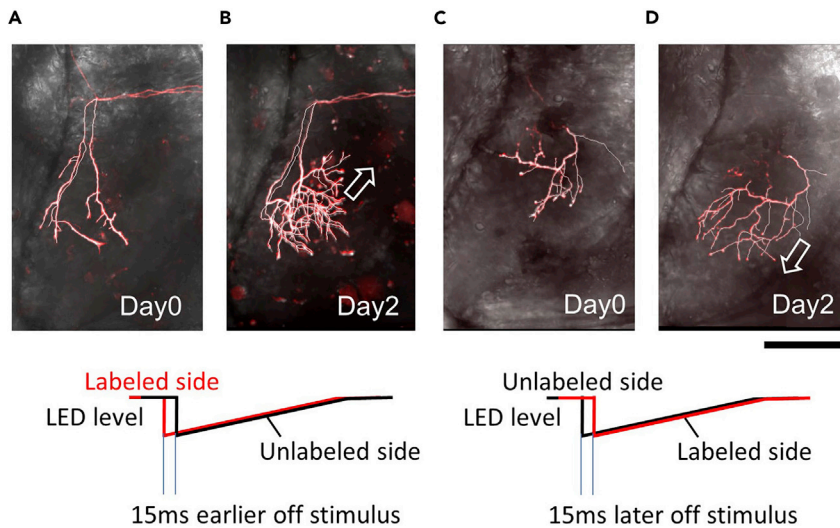 A B C D
Day0 Day2 Day0 Day2
Labeled side
LED level
Unlabeled side
15ms earlier off stimulus
Unlabeled side
LED level
Labeled side
15ms later off stimulus